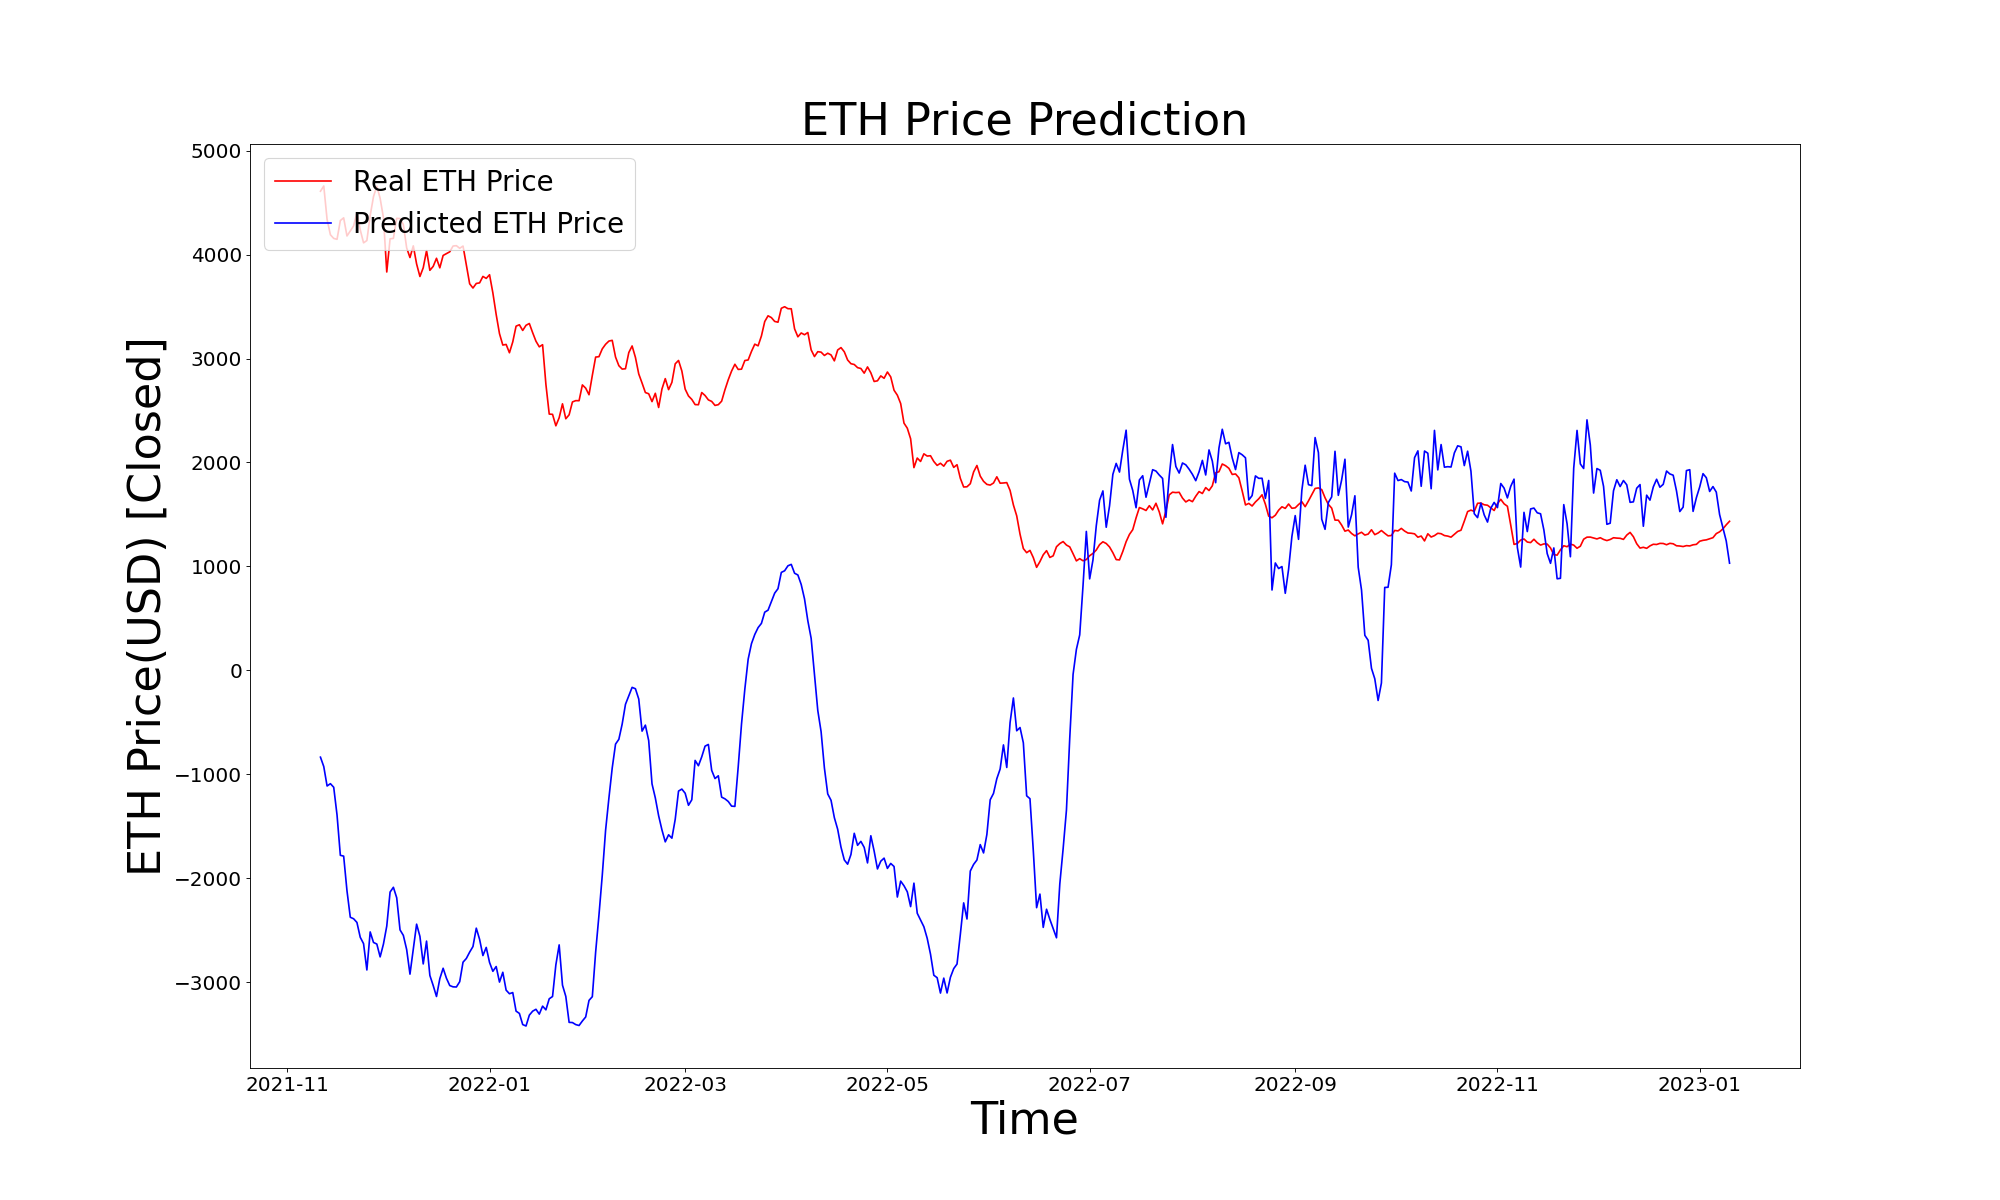 ETH Price Prediction
Real ETH Price
Predicted ETH Price
ETH Price(USD) [Closed]
5000
4000
3000
2000
1000
0
−1000
−2000
−3000
2021-11 2022-01 2022-03 2022-05 2022-07 2022-09 2022-11 2023-01
Time